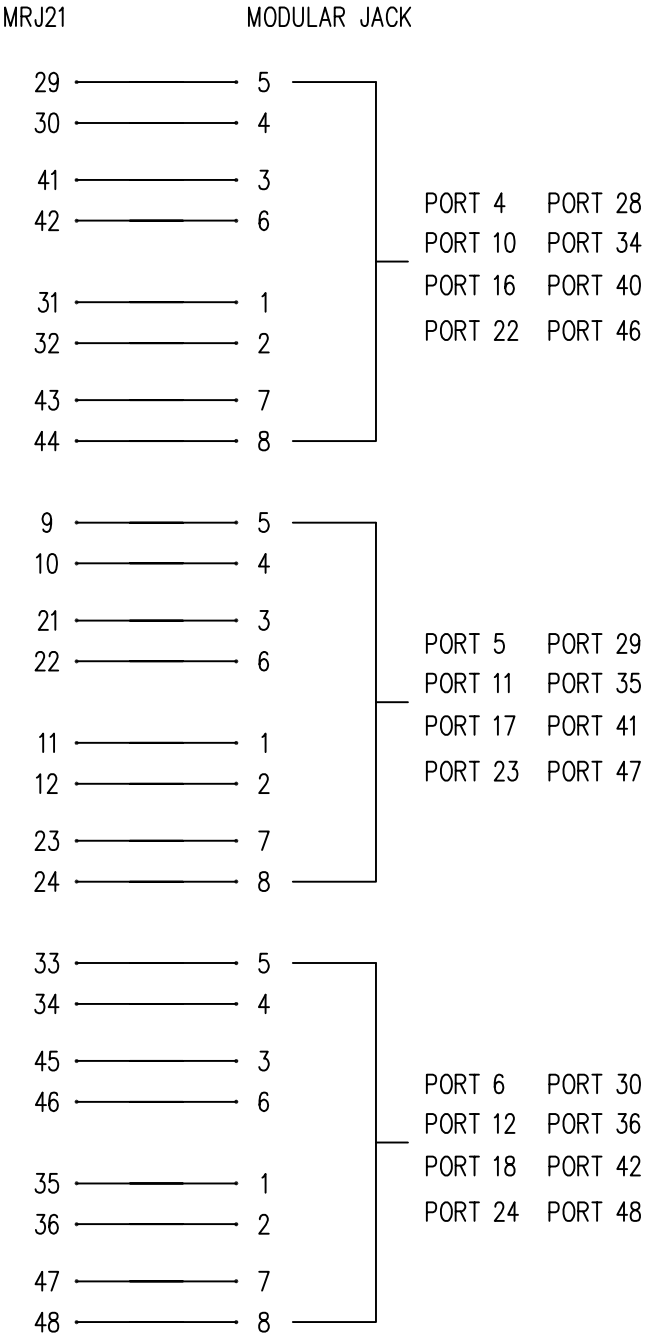 MRJ21 MODULAR JACK
29 5
30 4
41 3
42 6
31 1
32 2
43 7
44 8
PORT 4 PORT 28
PORT 10 PORT 34
PORT 16 PORT 40
PORT 22 PORT 46
9 5
10 4
21 3
22 6
11 1
12 2
23 7
24 8
PORT 5 PORT 29
PORT 11 PORT 35
PORT 17 PORT 41
PORT 23 PORT 47
33 5
34 4
45 3
46 6
35 1
36 2
47 7
48 8
PORT 6 PORT 30
PORT 12 PORT 36
PORT 18 PORT 42
PORT 24 PORT 48